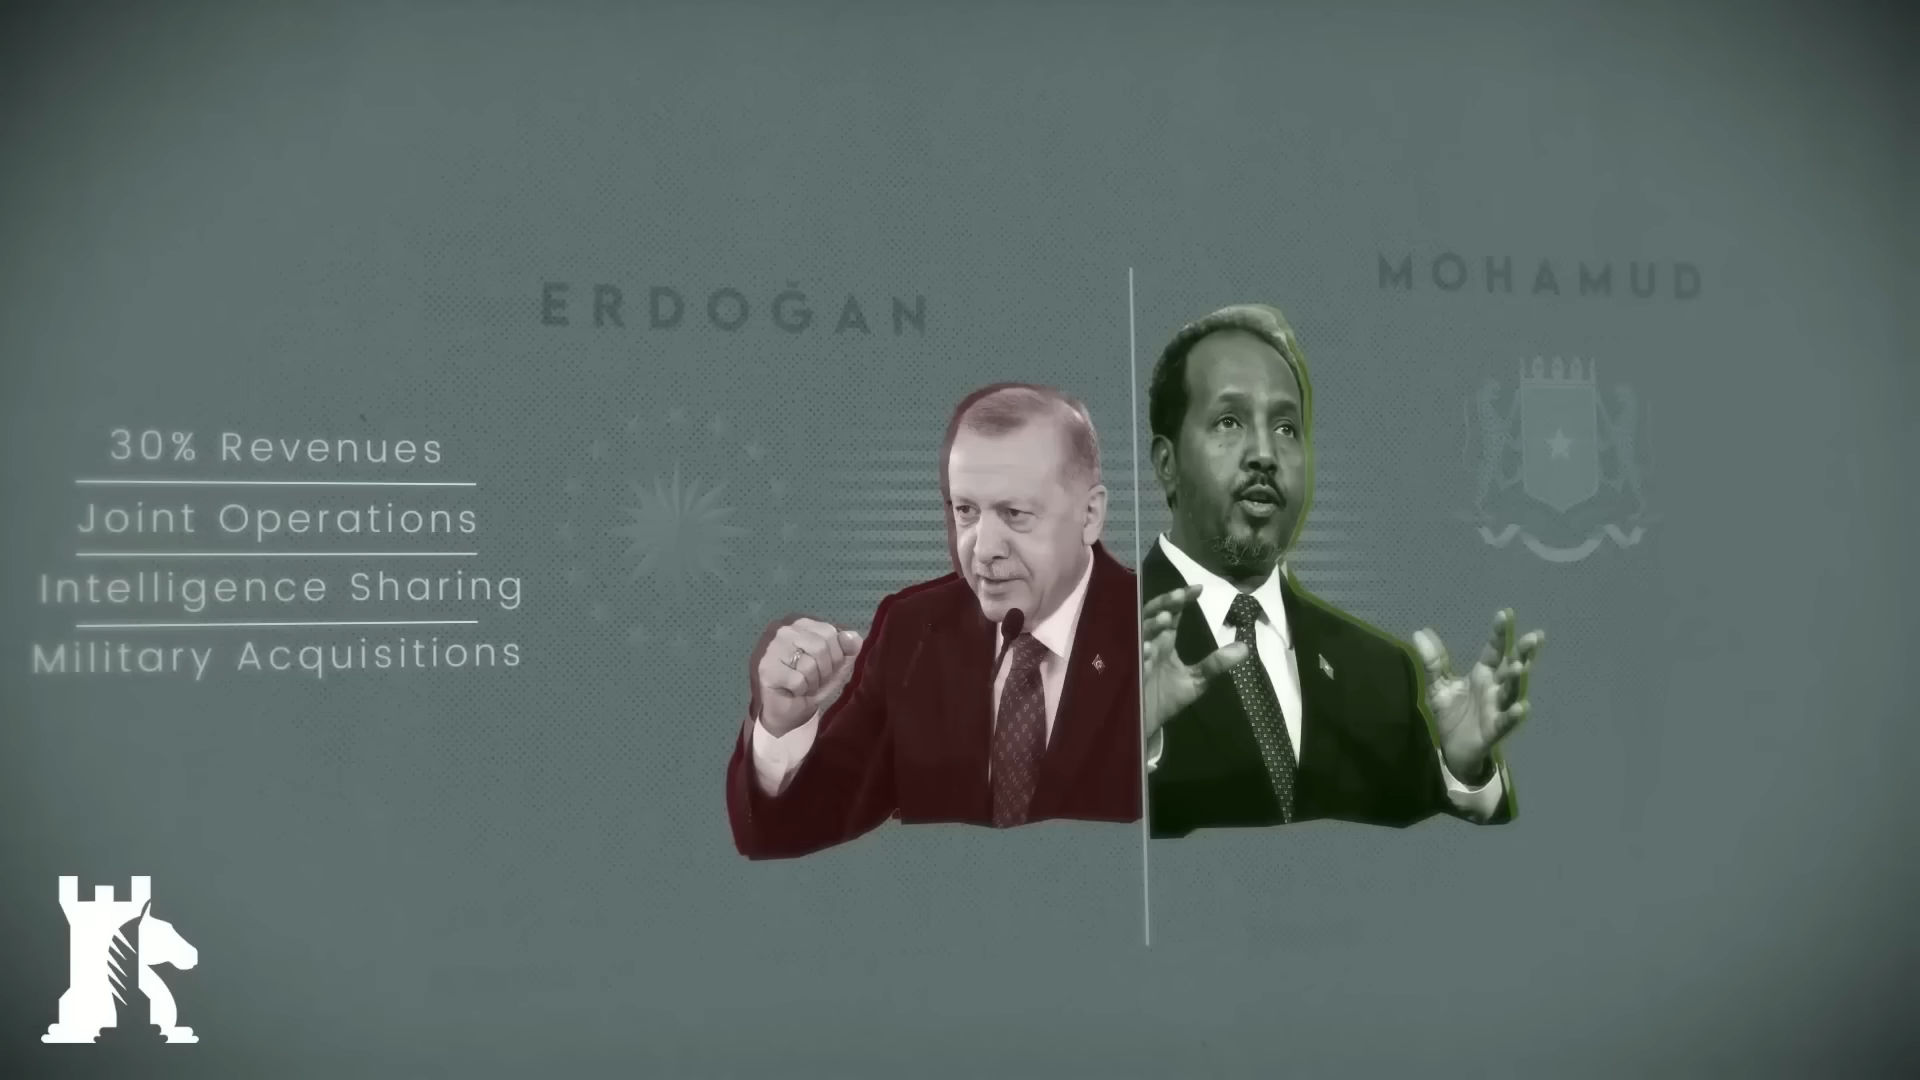 ERDOĞAN
MOHAMUD
30% Revenues
Joint Operations
Intelligence Sharing
Military Acquisitions